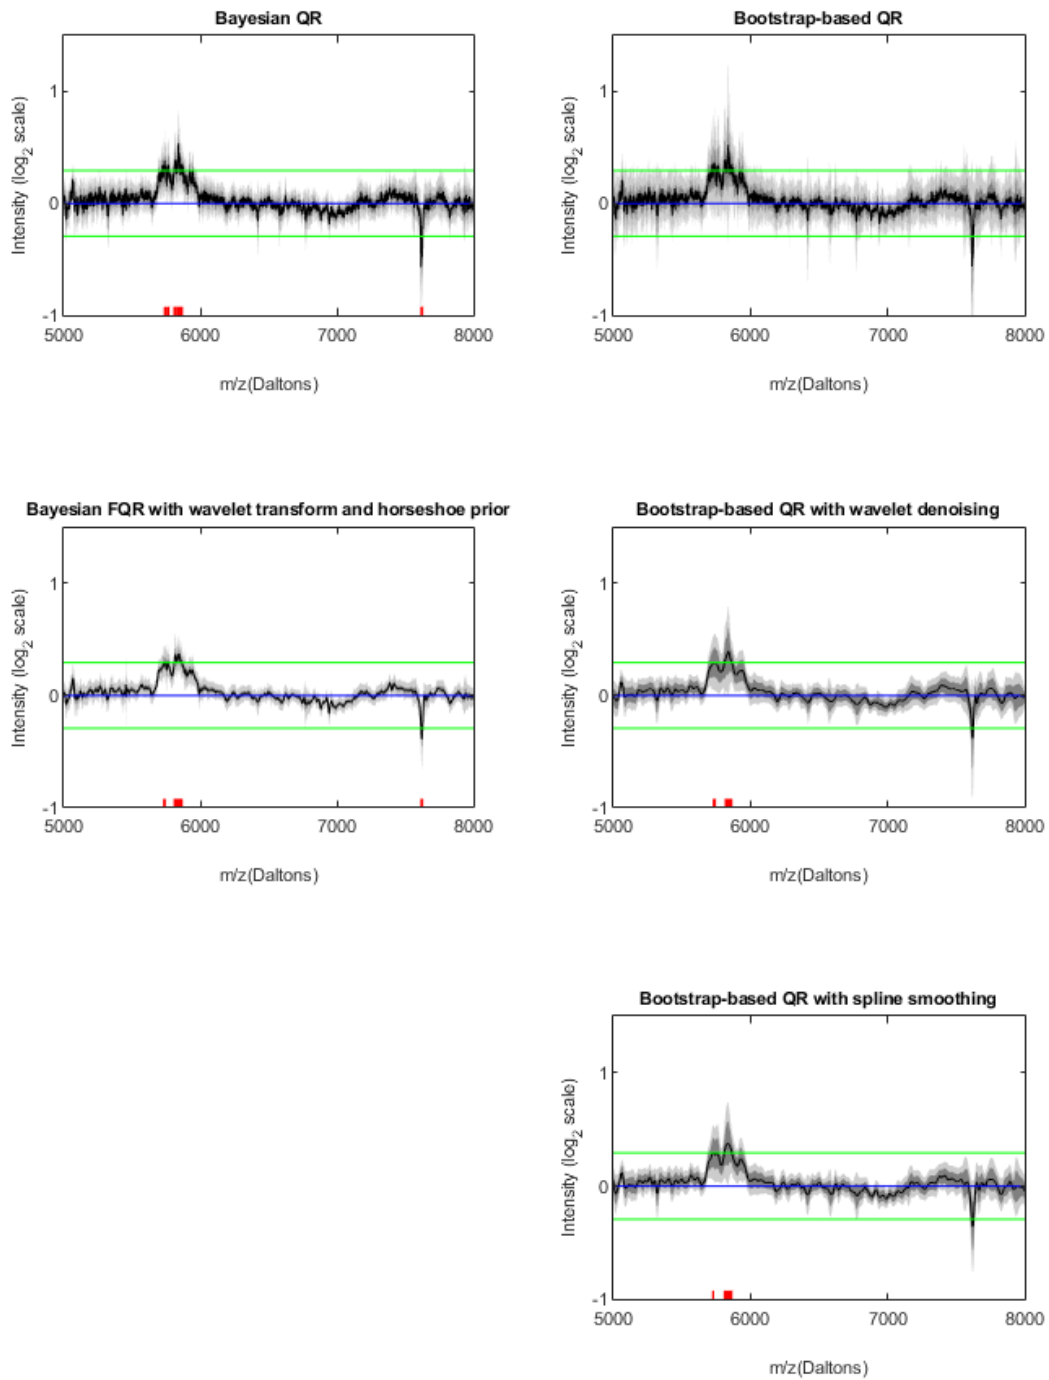 Bayesian QR
Intensity (log2 scale)
1
0
-1
5000 6000 7000 8000
m/z(Daltons)
Bootstrap-based QR
Intensity (log2 scale)
1
0
-1
5000 6000 7000 8000
m/z(Daltons)
Bayesian FQR with wavelet transform and horseshoe prior
Intensity (log2 scale)
1
0
-1
5000 6000 7000 8000
m/z(Daltons)
Bootstrap-based QR with wavelet denoising
Intensity (log2 scale)
1
0
-1
5000 6000 7000 8000
m/z(Daltons)
Bootstrap-based QR with spline smoothing
Intensity (log2 scale)
1
0
-1
5000 6000 7000 8000
m/z(Daltons)